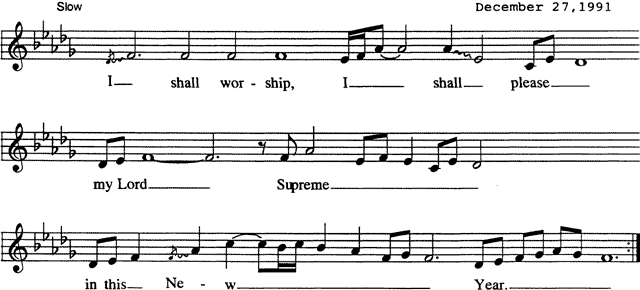 Slow December 27,1991
I shall wor - ship, I shall please
my Lord Supreme
in this Ne - w Year.